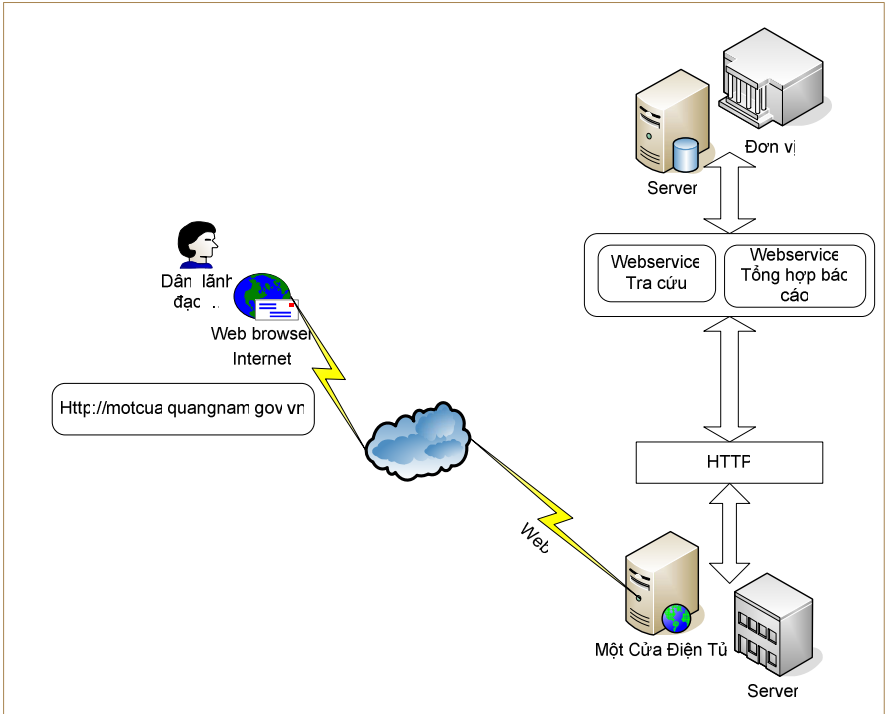 Đơn vị
Server
Webservice
Tra cứu
Webservice
Tổng hợp báo
cáo
Dân lãnh
đạo ...
Web browser
Internet
Http://motcua quangnam gov vn
HTTP
Web
Một Cửa Điện Tử
Server